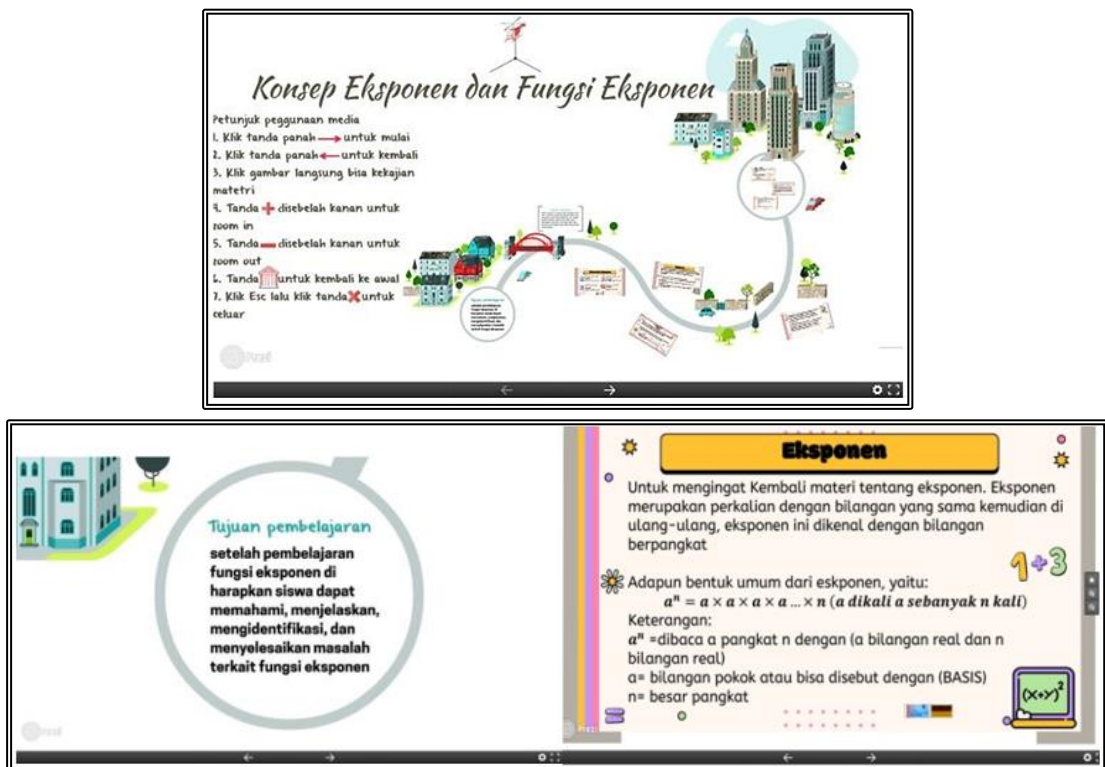 Konsep Eksponen dan Fungsi Eksponen
Petunjuk peggunaan media
1. Klik tanda panah untuk mulai
2. Klik tanda panah untuk kembali
3. Klik gambar langsung bisa kekajian
matetri
4. Tanda disebelah kanan untuk
zoom in
5. Tanda disebelah kanan untuk
zoom out
6. Tanda untuk kembali ke awal
7. Klik Esc lalu klik tanda untuk
celuar
Tujuan pembelajaran
setelah pembelajaran
fungsi eksponen di
harapkan siswa dapat
memahami, menjelaskan,
mengidentifikasi, dan
menyelesaikan masalah
terkait fungsi eksponen
Eksponen
Untuk mengingat Kembali materi tentang eksponen. Eksponen
merupakan perkalian dengan bilangan yang sama kemudian di
ulang-ulang, eksponen ini dikenal dengan bilangan
berpangkat
1+3
Adapun bentuk umum dari eskponen, yaitu:
aⁿ = a × a × a × a ... × n (a dikali a sebanyak n kali)
Keterangan:
aⁿ =dibaca a pangkat n dengan (a bilangan real dan n
bilangan real)
a= bilangan pokok atau bisa disebut dengan (BASIS)
n= besar pangkat
(x+y)²